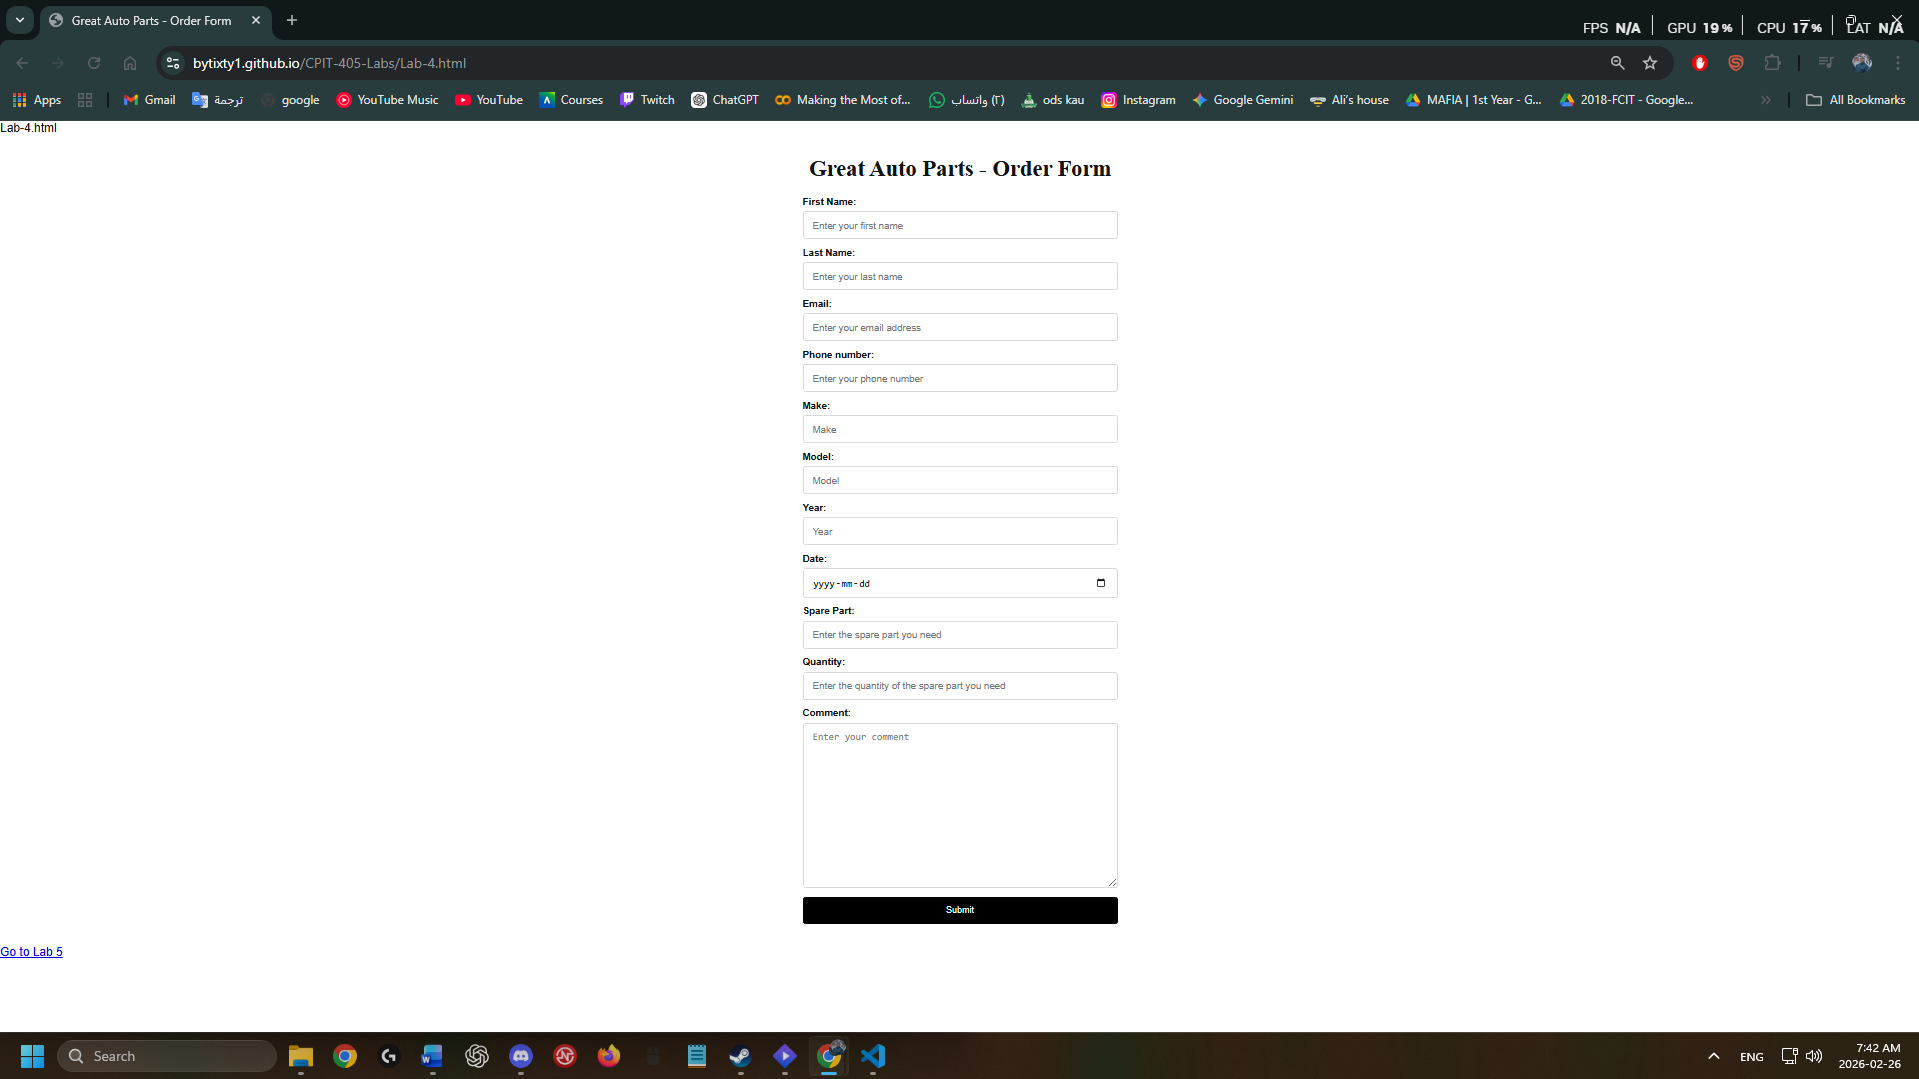 Great Auto Parts - Order Form
FPS N/A GPU 19 % CPU 17 % LAT N/A
bytixty1.github.io/CPIT-405-Labs/Lab-4.html
Apps Gmail ترجمة google YouTube Music YouTube Courses Twitch ChatGPT Making the Most of... واتساب (٢) ods kau Instagram Google Gemini Ali's house MAFIA | 1st Year - G... 2018-FCIT - Google... All Bookmarks
Lab-4.html
Great Auto Parts - Order Form
First Name:
Enter your first name
Last Name:
Enter your last name
Email:
Enter your email address
Phone number:
Enter your phone number
Make:
Make
Model:
Model
Year:
Year
Date:
yyyy-mm-dd
Spare Part:
Enter the spare part you need
Quantity:
Enter the quantity of the spare part you need
Comment:
Enter your comment
Submit
Go to Lab 5
Search
ENG
7:42 AM
2026-02-26